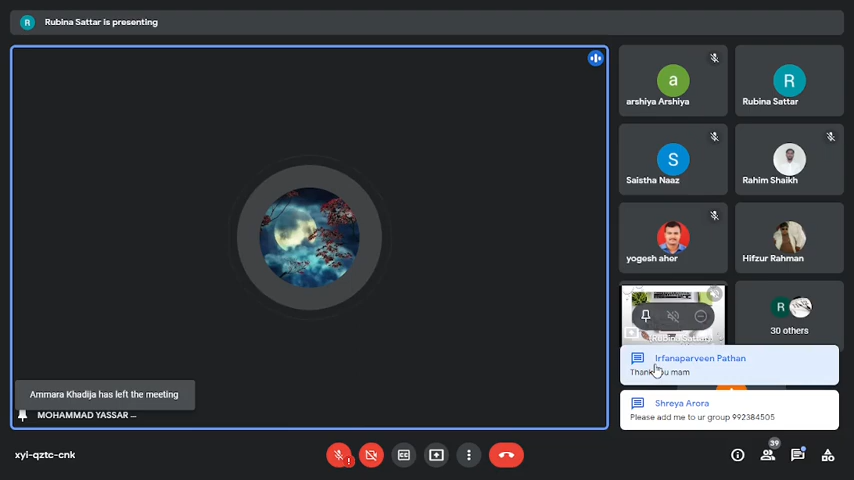 R Rubina Sattar is presenting
a
arshiya Arshiya
R
Rubina Sattar
S
Saistha Naaz
Rahim Shaikh
yogesh aher
Hifzur Rahman
R
30 others
Irfanaparveen Pathan
mam
Shreya Arora
Please add me to ur group 992384505
Ammara Khadija has left the meeting
MOHAMMAD YASSAR ...
xyi-qztc-cnk
39